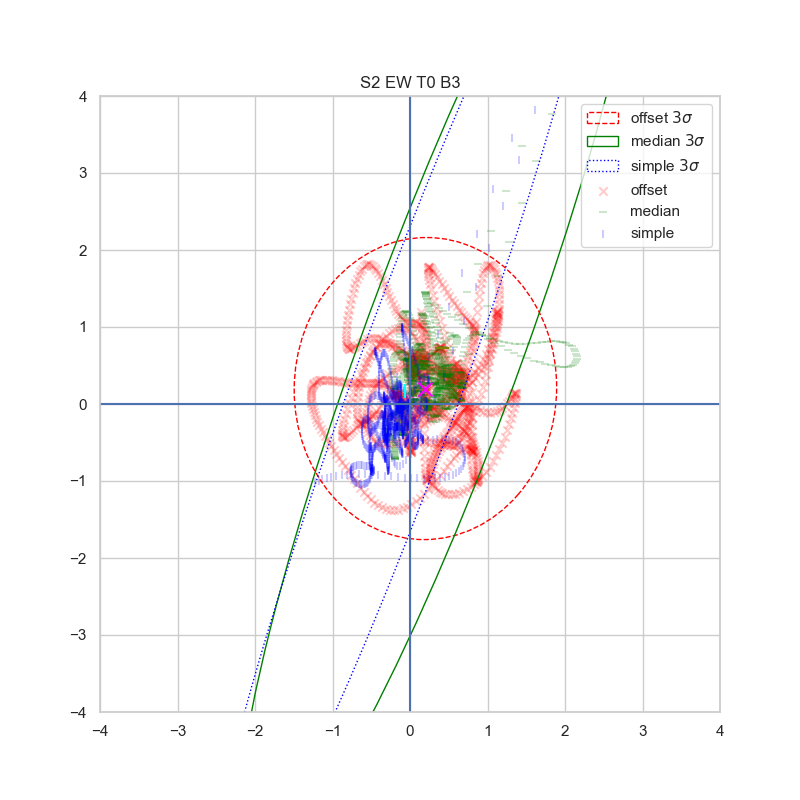 S2 EW T0 B3
offset 3σ
median 3σ
simple 3σ
offset
median
simple
4
3
2
1
0
−1
−2
−3
−4
−4 −3 −2 −1 0 1 2 3 4